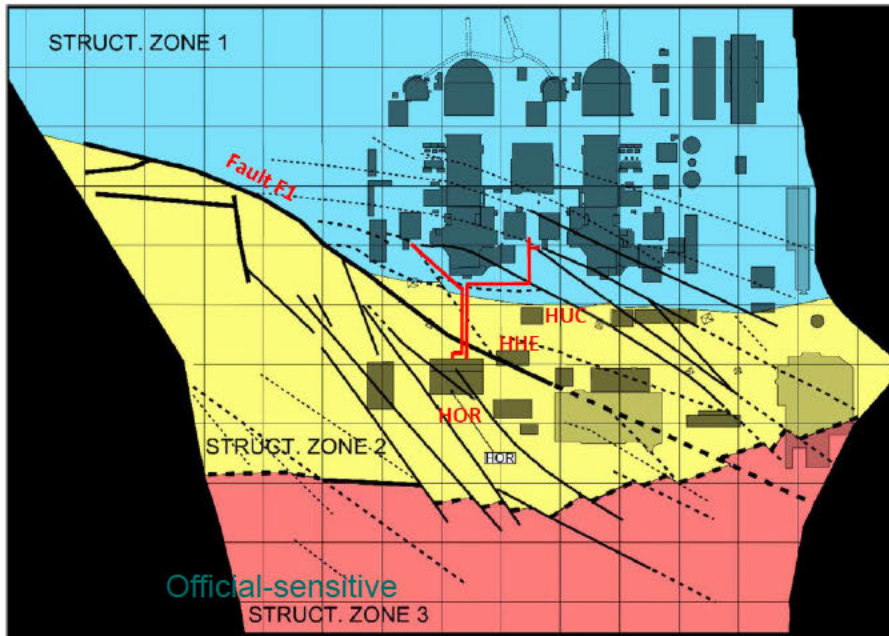 STRUCT. ZONE 1
Fault F1
HUC
HHE
HOR
STRUCT. ZONE 2
HOR
Official-sensitive
STRUCT. ZONE 3